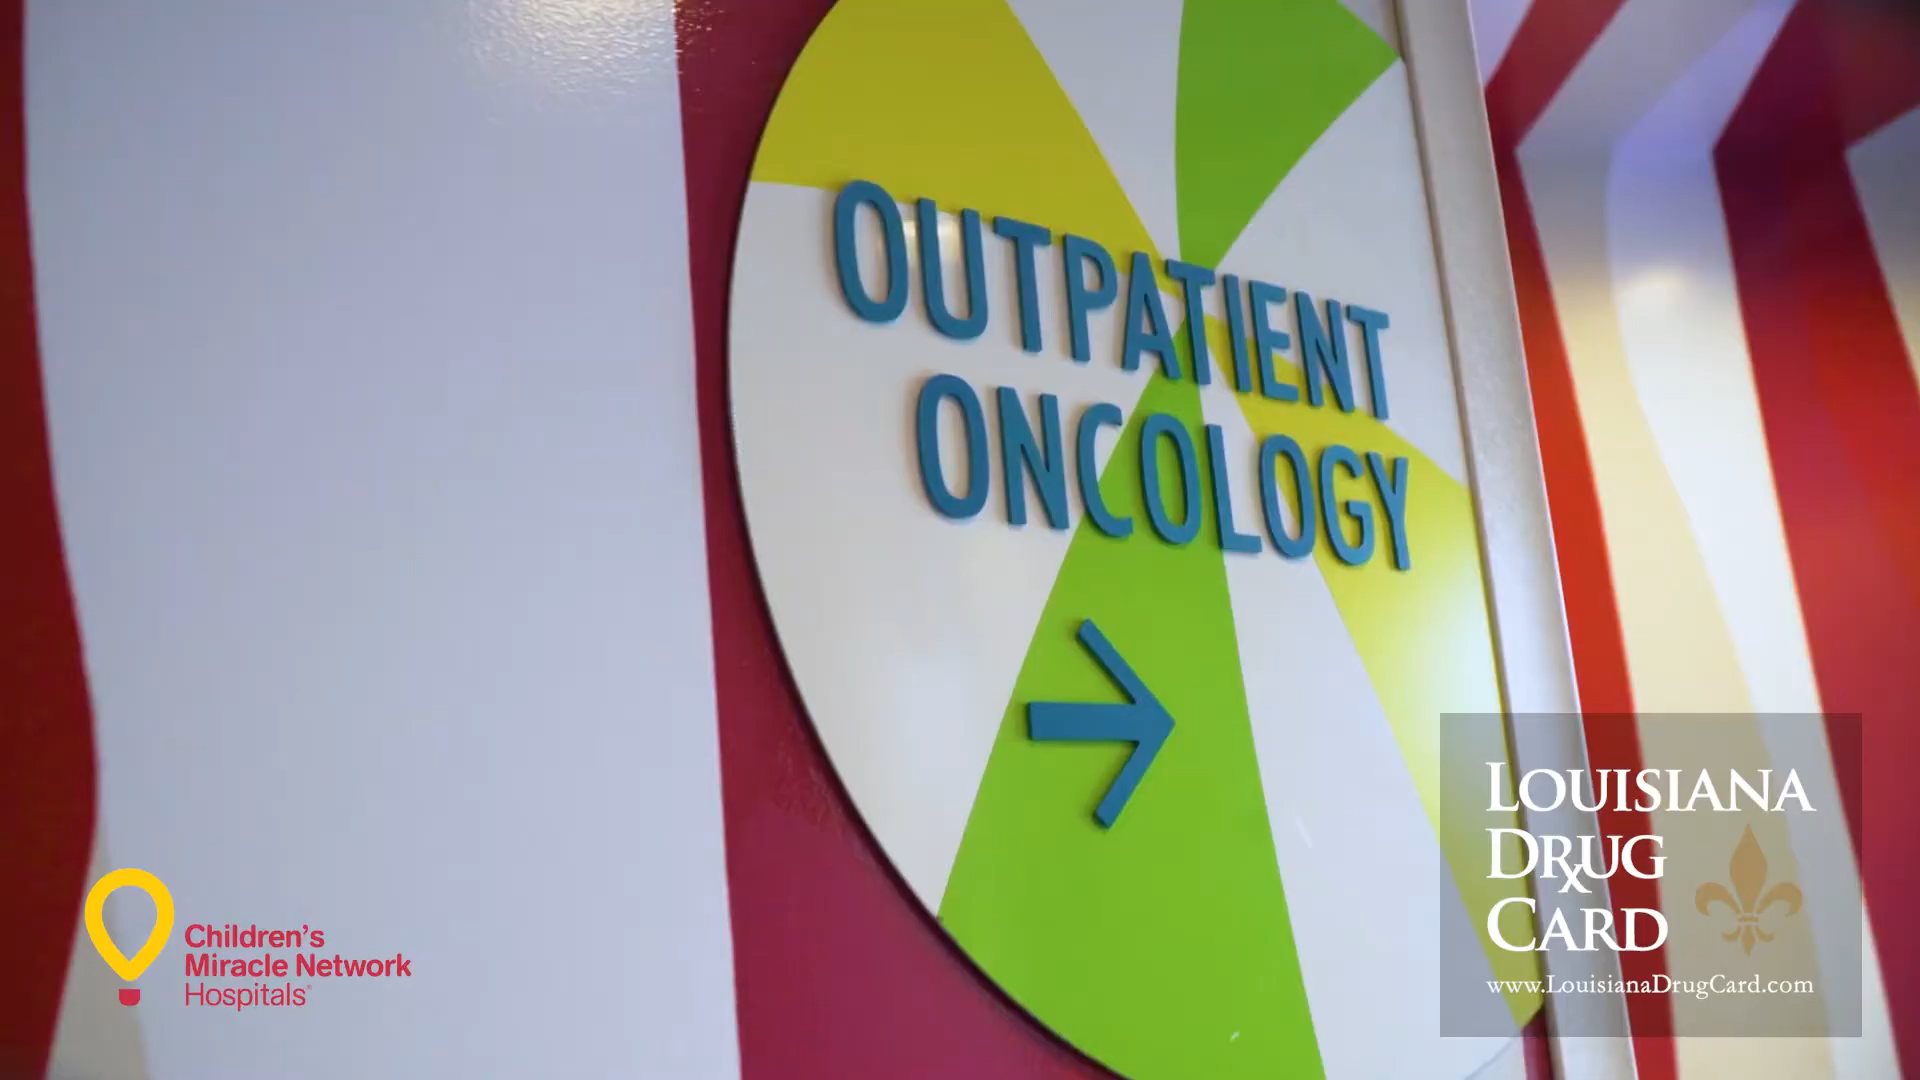 OUTPATIENT
ONCOLOGY
Children's
Miracle Network
Hospitals®
LOUISIANA
DRUG
CARD
www.LouisianaDrugCard.com